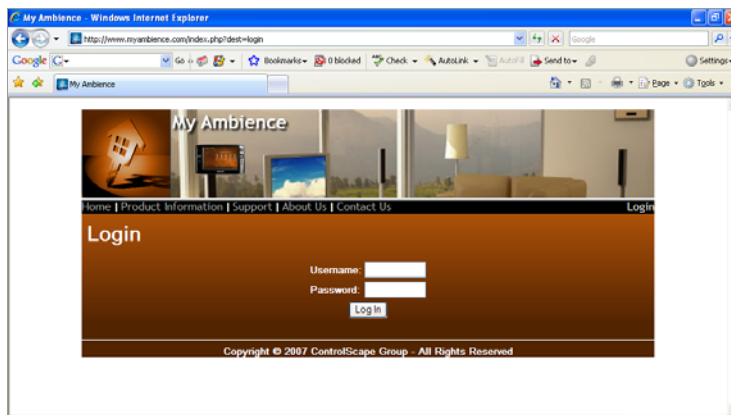 My Ambience - Windows Internet Explorer
http://www.myambience.com/index.php?dest=login
Google
Google G Go Bookmarks 0 blocked Check AutoLink AutoFill Send to Settings
My Ambience Page Tools
My Ambience
Home | Product Information | Support | About Us | Contact Us Login
Login
Username:
Password:
Log In
Copyright © 2007 ControlScape Group - All Rights Reserved